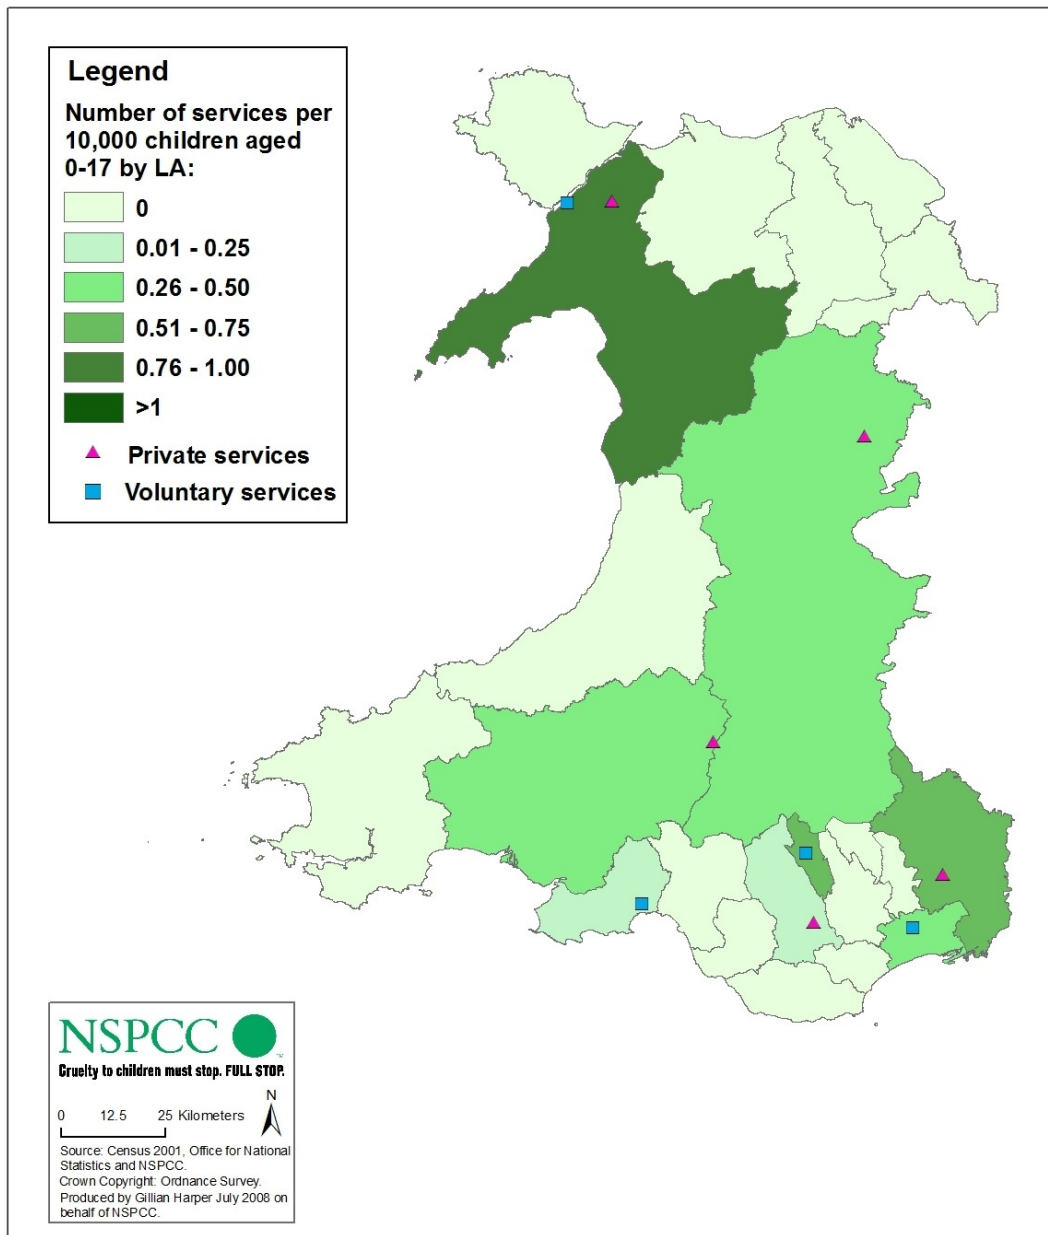 Legend
Number of services per
10,000 children aged
0-17 by LA:
0
0.01 - 0.25
0.26 - 0.50
0.51 - 0.75
0.76 - 1.00
>1
Private services
Voluntary services
NSPCC
Cruelty to children must stop. FULL STOP.
N
0 12.5 25 Kilometers
Source: Census 2001, Office for National
Statistics and NSPCC.
Crown Copyright: Ordnance Survey.
Produced by Gillian Harper July 2008 on
behalf of NSPCC.